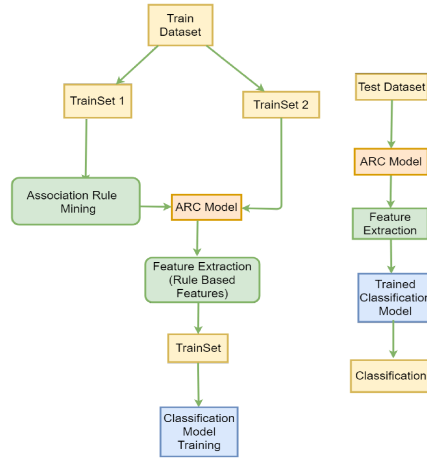 Train
Dataset
TrainSet 1
TrainSet 2
Association Rule
Mining
ARC Model
Feature Extraction
(Rule Based
Features)
TrainSet
Classification
Model
Training
Test Dataset
ARC Model
Feature
Extraction
Trained
Classification
Model
Classification